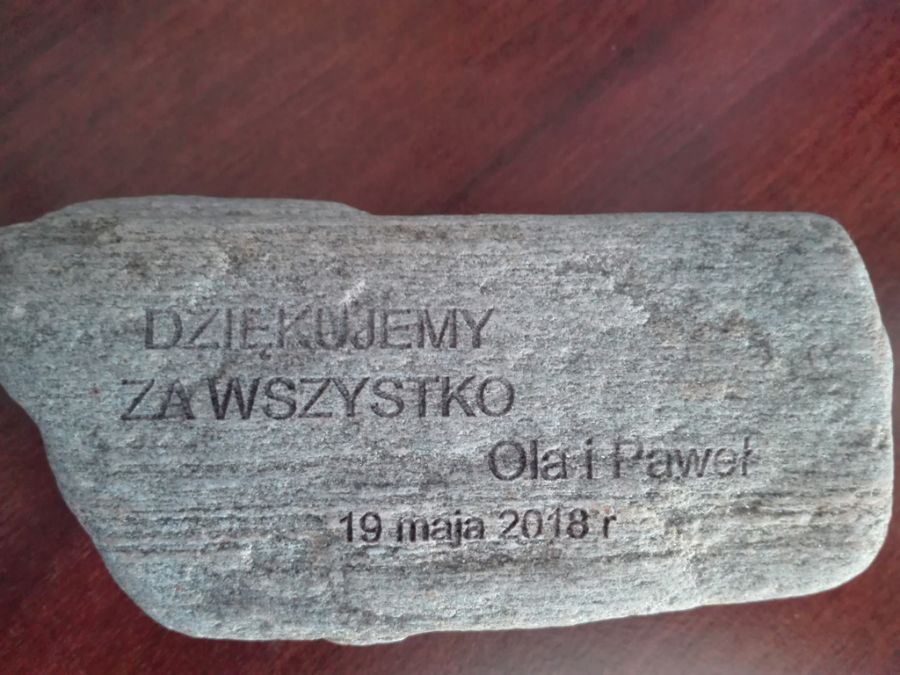 DZIĘKUJEMY
ZA WSZYSTKO
Ola i Paweł
19 maja 2018 r